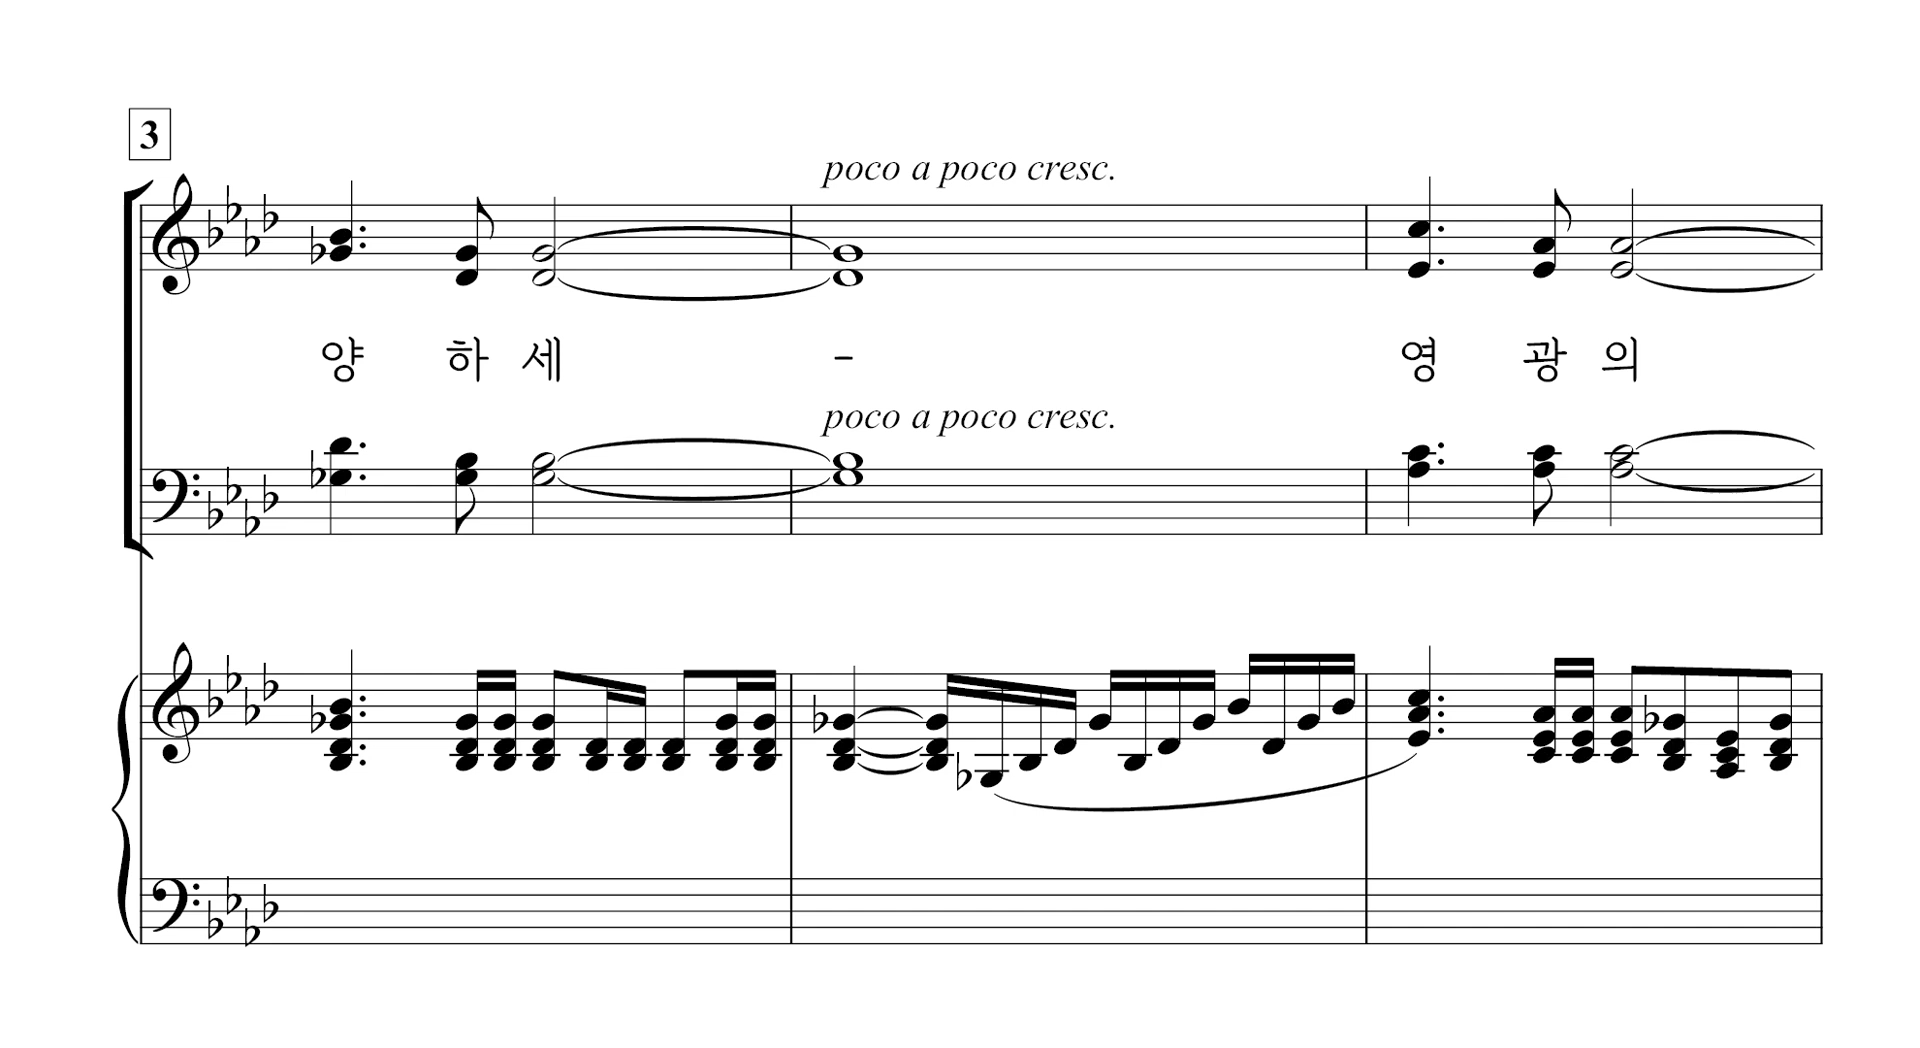 3
poco a poco cresc.
양 하 세 - 영 광 의
poco a poco cresc.